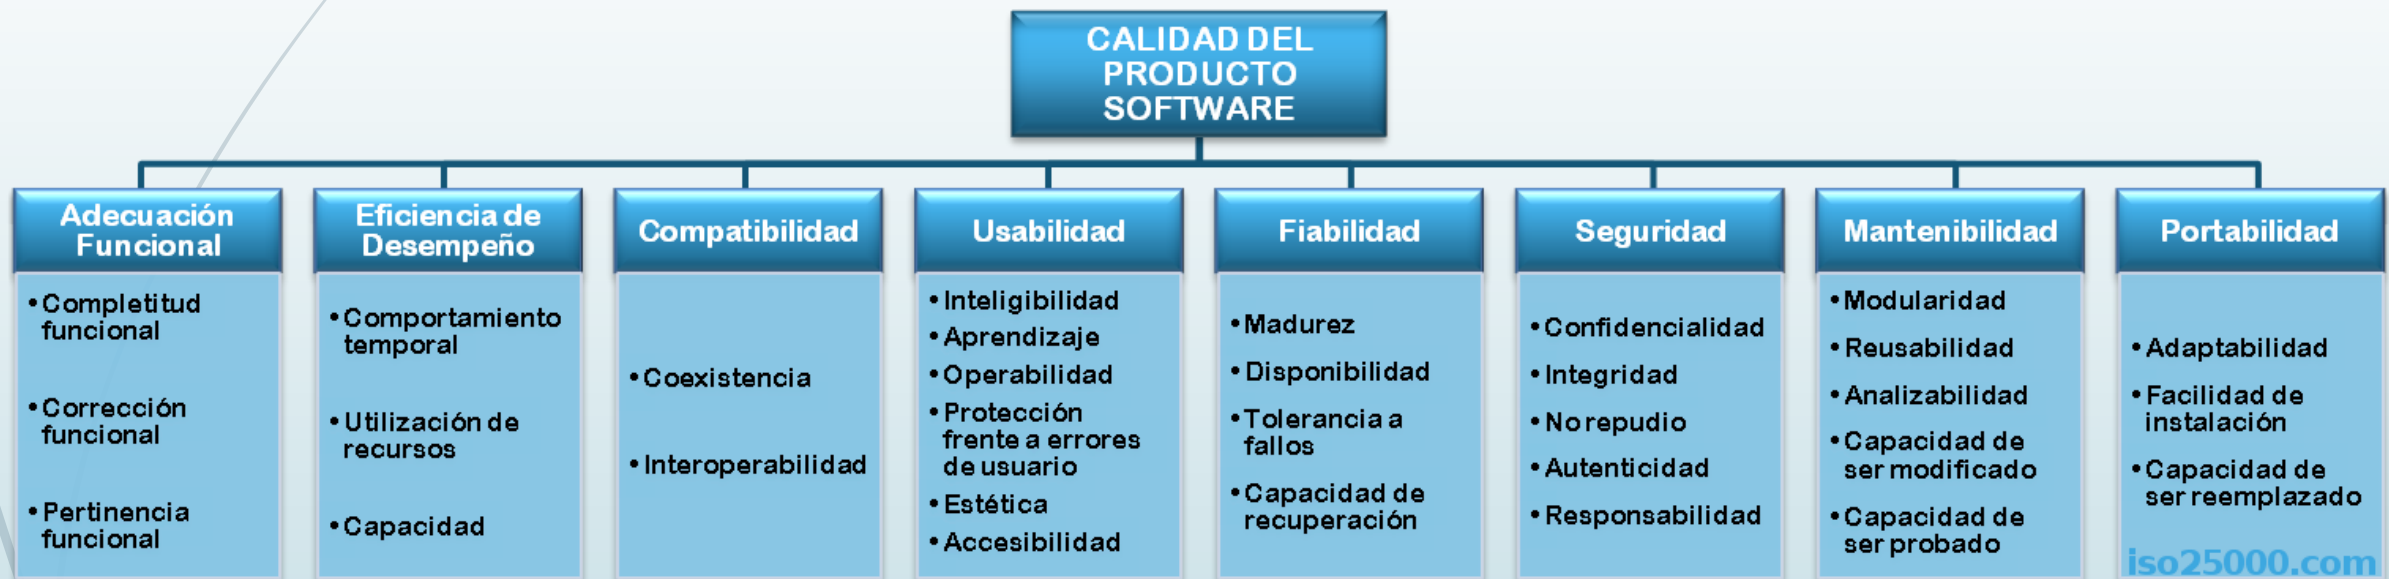 CALIDAD DEL
PRODUCTO
SOFTWARE
Adecuación
Funcional
• Completitud
funcional
• Corrección
funcional
• Pertinencia
funcional
Eficiencia de
Desempeño
• Comportamiento
temporal
• Utilización de
recursos
• Capacidad
Compatibilidad
• Coexistencia
• Interoperabilidad
Usabilidad
• Inteligibilidad
• Aprendizaje
• Operabilidad
• Protección
frente a errores
de usuario
• Estética
• Accesibilidad
Fiabilidad
• Madurez
• Disponibilidad
• Tolerancia a
fallos
• Capacidad de
recuperación
Seguridad
• Confidencialidad
• Integridad
• No repudio
• Autenticidad
• Responsabilidad
Mantenibilidad
• Modularidad
• Reusabilidad
• Analizabilidad
• Capacidad de
ser modificado
• Capacidad de
ser probado
Portabilidad
• Adaptabilidad
• Facilidad de
instalación
• Capacidad de
ser reemplazado
iso25000.com